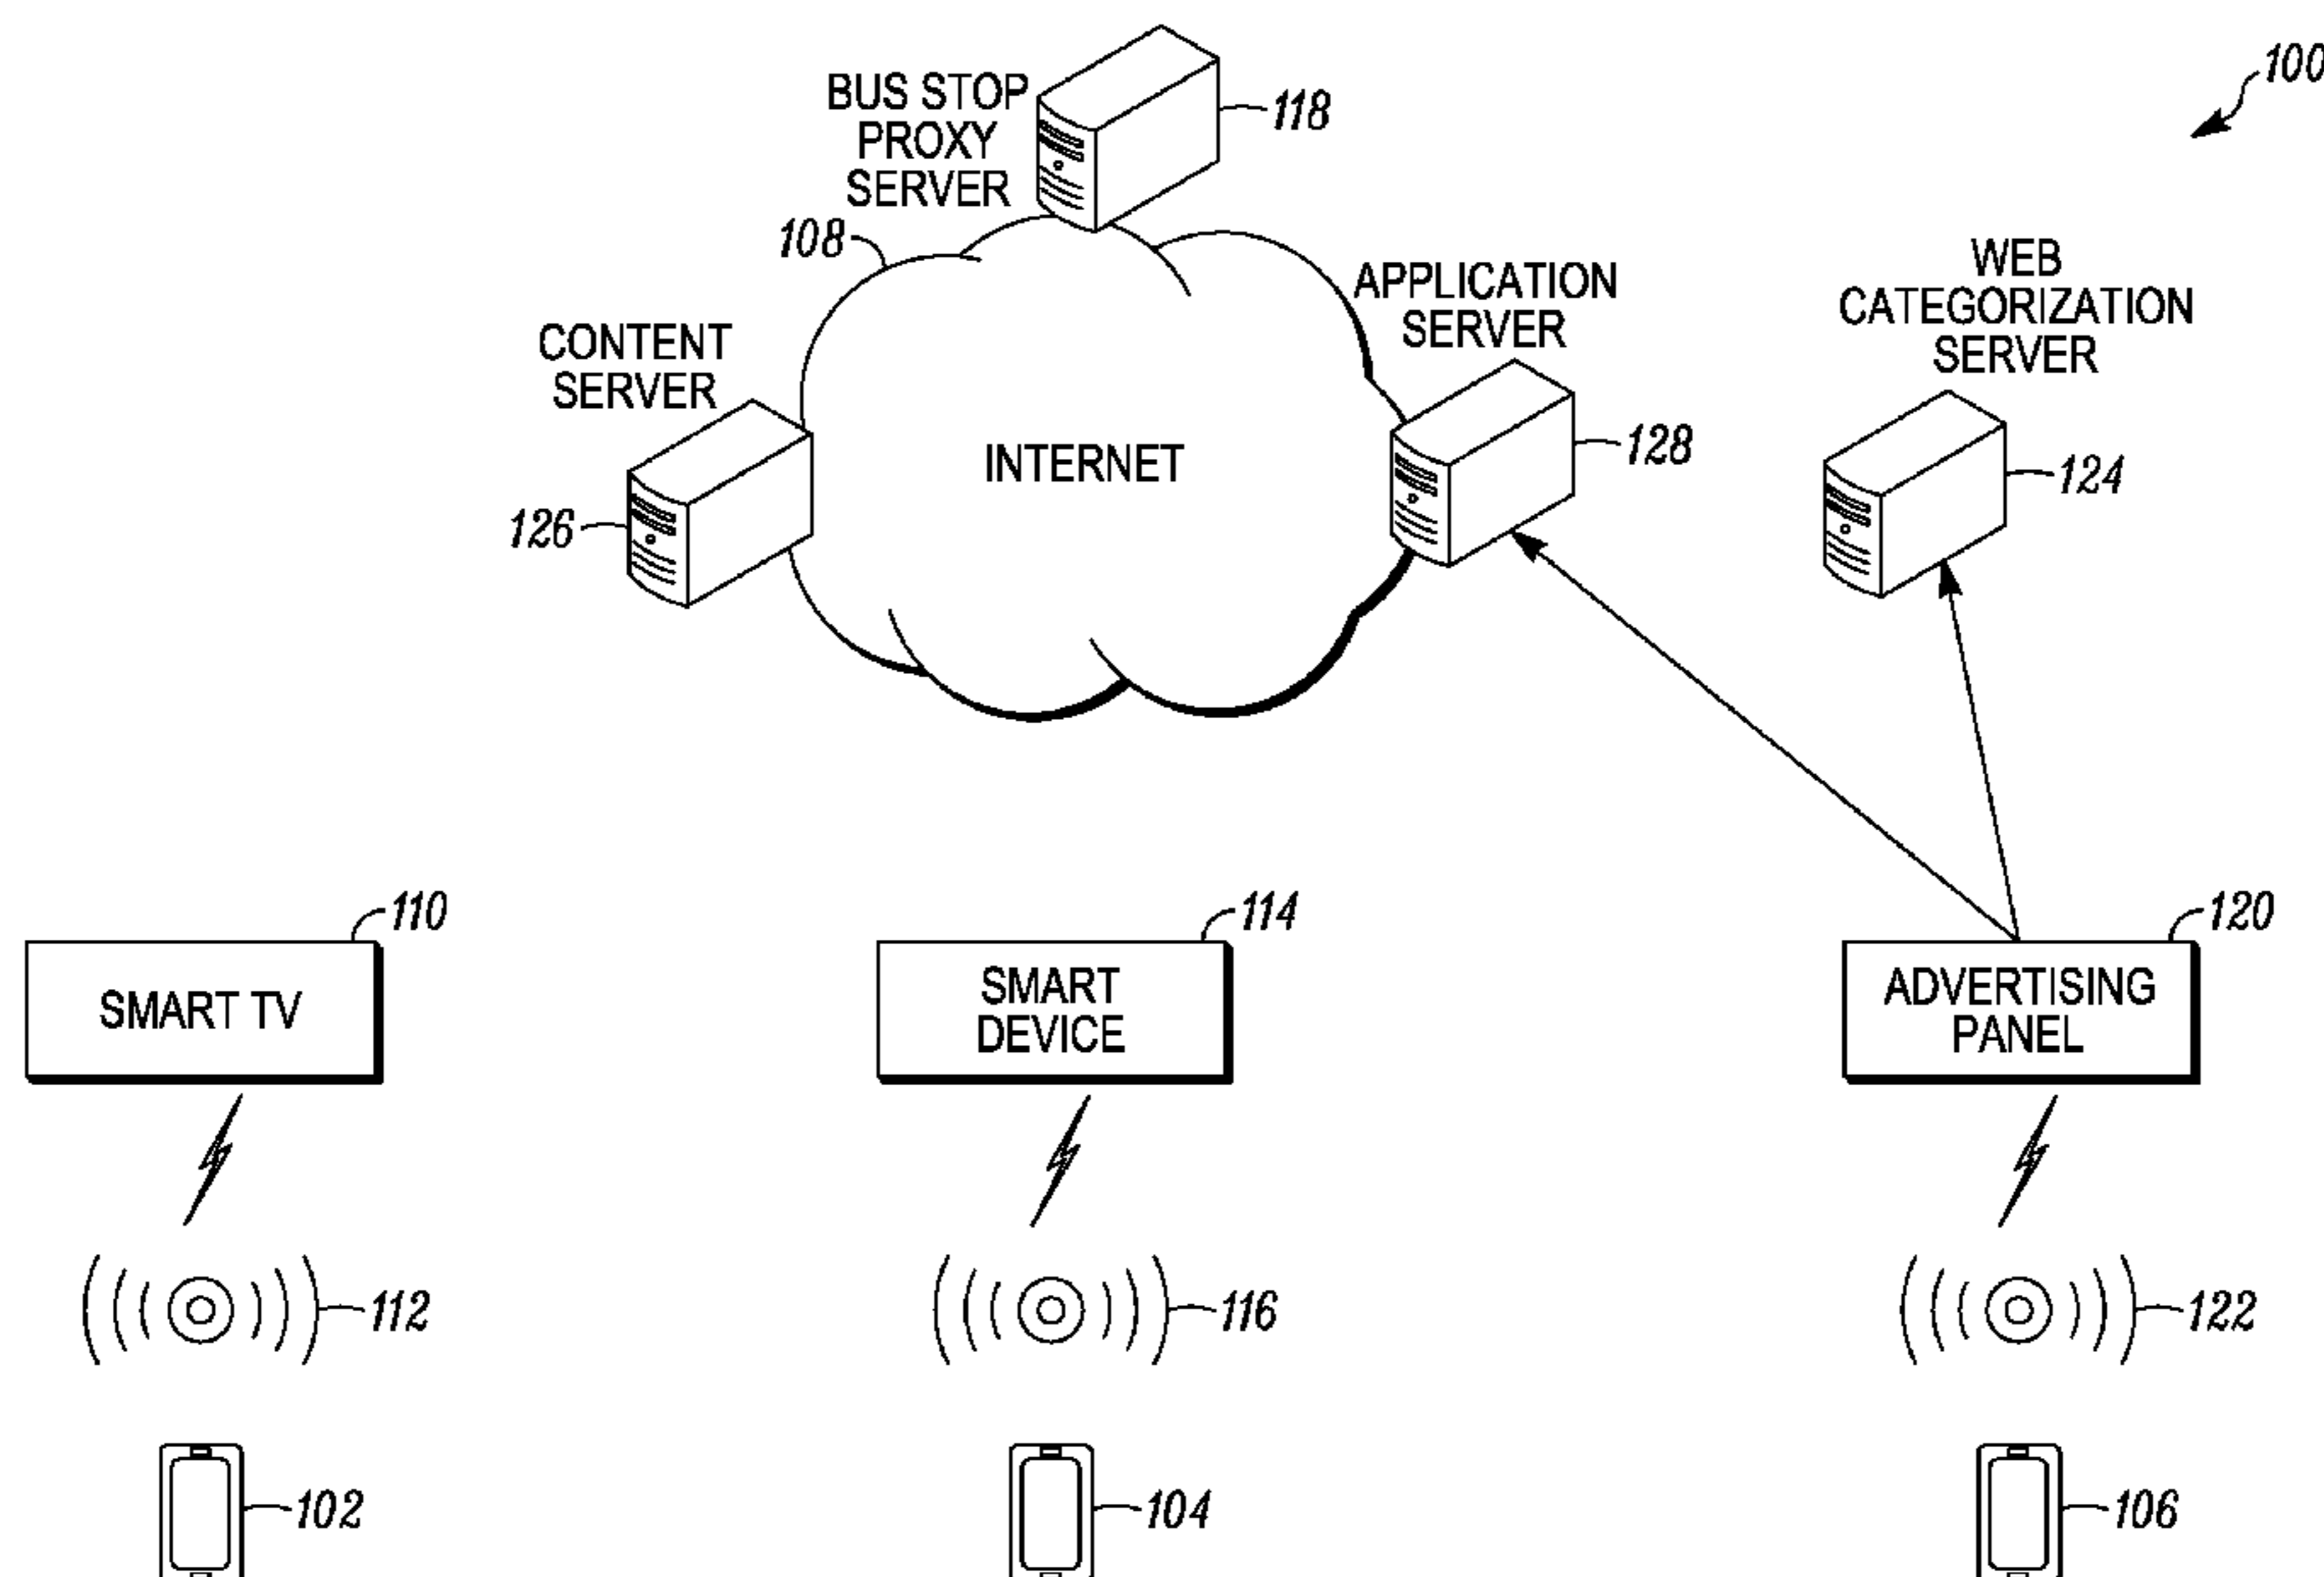 100
BUS STOP
PROXY
SERVER
118
108
WEB
CATEGORIZATION
SERVER
APPLICATION
SERVER
CONTENT
SERVER
INTERNET
128
124
126
110
114
120
SMART TV
SMART
DEVICE
ADVERTISING
PANEL
112
116
122
102
104
106